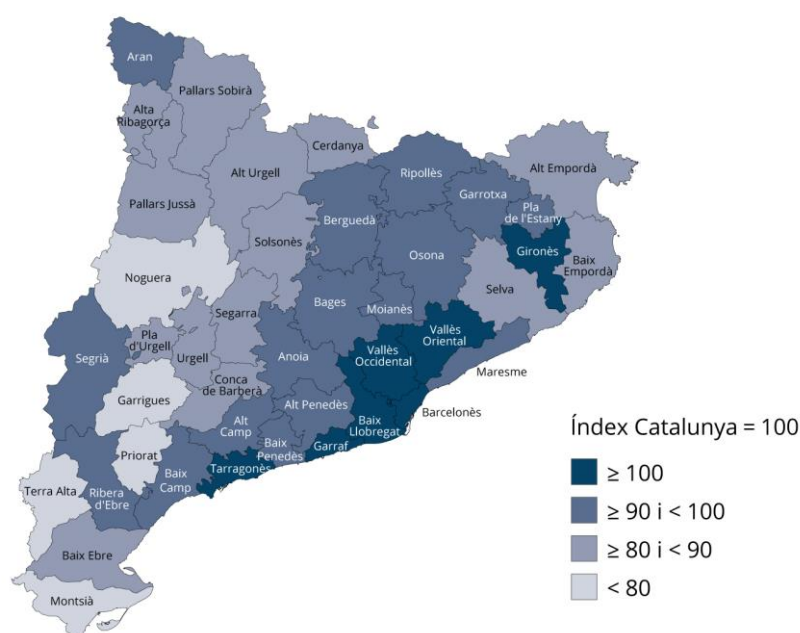 Aran
Pallars Sobirà
Alta
Ribagorça
Cerdanya
Alt Urgell
Ripollès
Alt Empordà
Garrotxa
Pallars Jussà
Pla
de l'Estany
Berguedà
Solsonès
Gironès
Osona
Baix
Empordà
Noguera
Selva
Bages
Moianès
Segarra
Vallès
Oriental
Pla
d'Urgell
Segrià
Urgell
Anoia
Vallès
Occidental
Maresme
Conca
de Barberà
Garrigues
Alt Penedès
Barcelonès
Baix
Llobregat
Alt
Camp
Baix
Penedès
Garraf
Priorat
Tarragonès
Baix
Camp
Terra Alta
Ribera
d'Ebre
Baix Ebre
Montsià
Índex Catalunya = 100
≥ 100
≥ 90 i < 100
≥ 80 i < 90
< 80